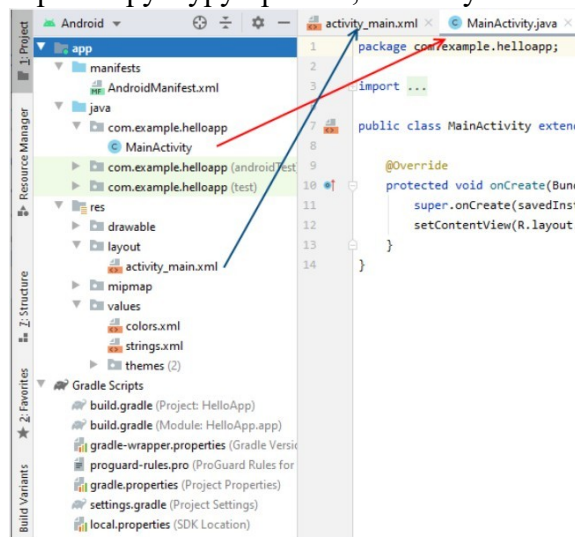 1: Project
Resource Manager
Z: Structure
2: Favorites
Build Variants
Android
app
manifests
AndroidManifest.xml
java
com.example.helloapp
MainActivity
com.example.helloapp (androidTest
com.example.helloapp (test)
res
drawable
layout
activity_main.xml
mipmap
values
colors.xml
strings.xml
themes (2)
Gradle Scripts
build.gradle (Project: HelloApp)
build.gradle (Module: HelloApp.app)
gradle-wrapper.properties (Gradle Versio
proguard-rules.pro (ProGuard Rules for
gradle.properties (Project Properties)
settings.gradle (Project Settings)
local.properties (SDK Location)
activity_main.xml MainActivity.java
1 package com.example.helloapp;
2
3 import ...
7 public class MainActivity extend
8
9 @Override
10 protected void onCreate(Bund
11 super.onCreate(savedInst
12 setContentView(R.layout
13 }
14 }